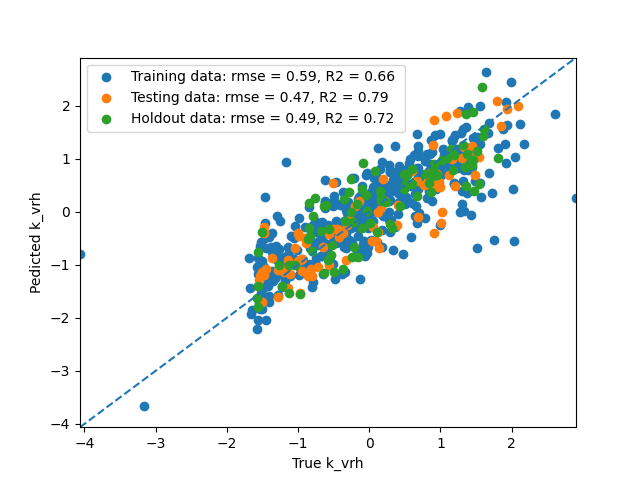 Training data: rmse = 0.59, R2 = 0.66
Testing data: rmse = 0.47, R2 = 0.79
Holdout data: rmse = 0.49, R2 = 0.72
2
1
0
−1
−2
−3
−4
Pedicted k_vrh
−4 −3 −2 −1 0 1 2
True k_vrh